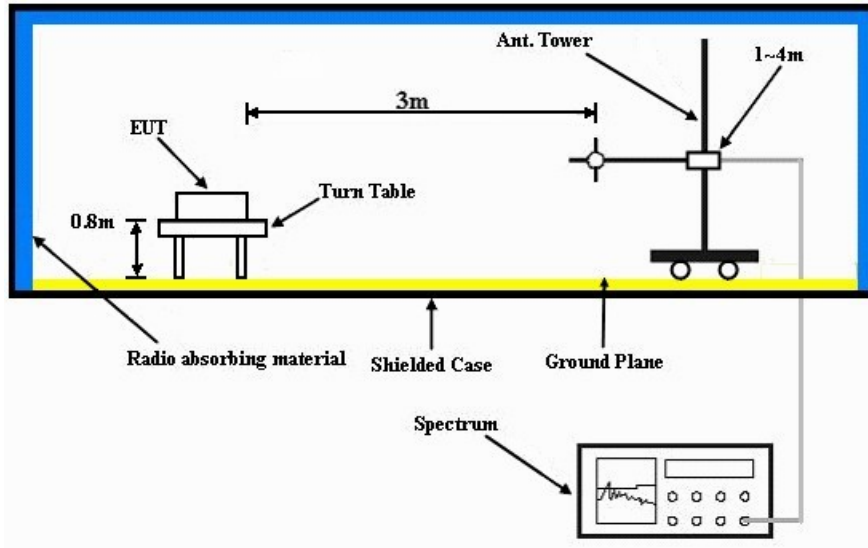 Ant. Tower
1~4m
3m
EUT
Turn Table
0.8m
Radio absorbing material
Shielded Case
Ground Plane
Spectrum